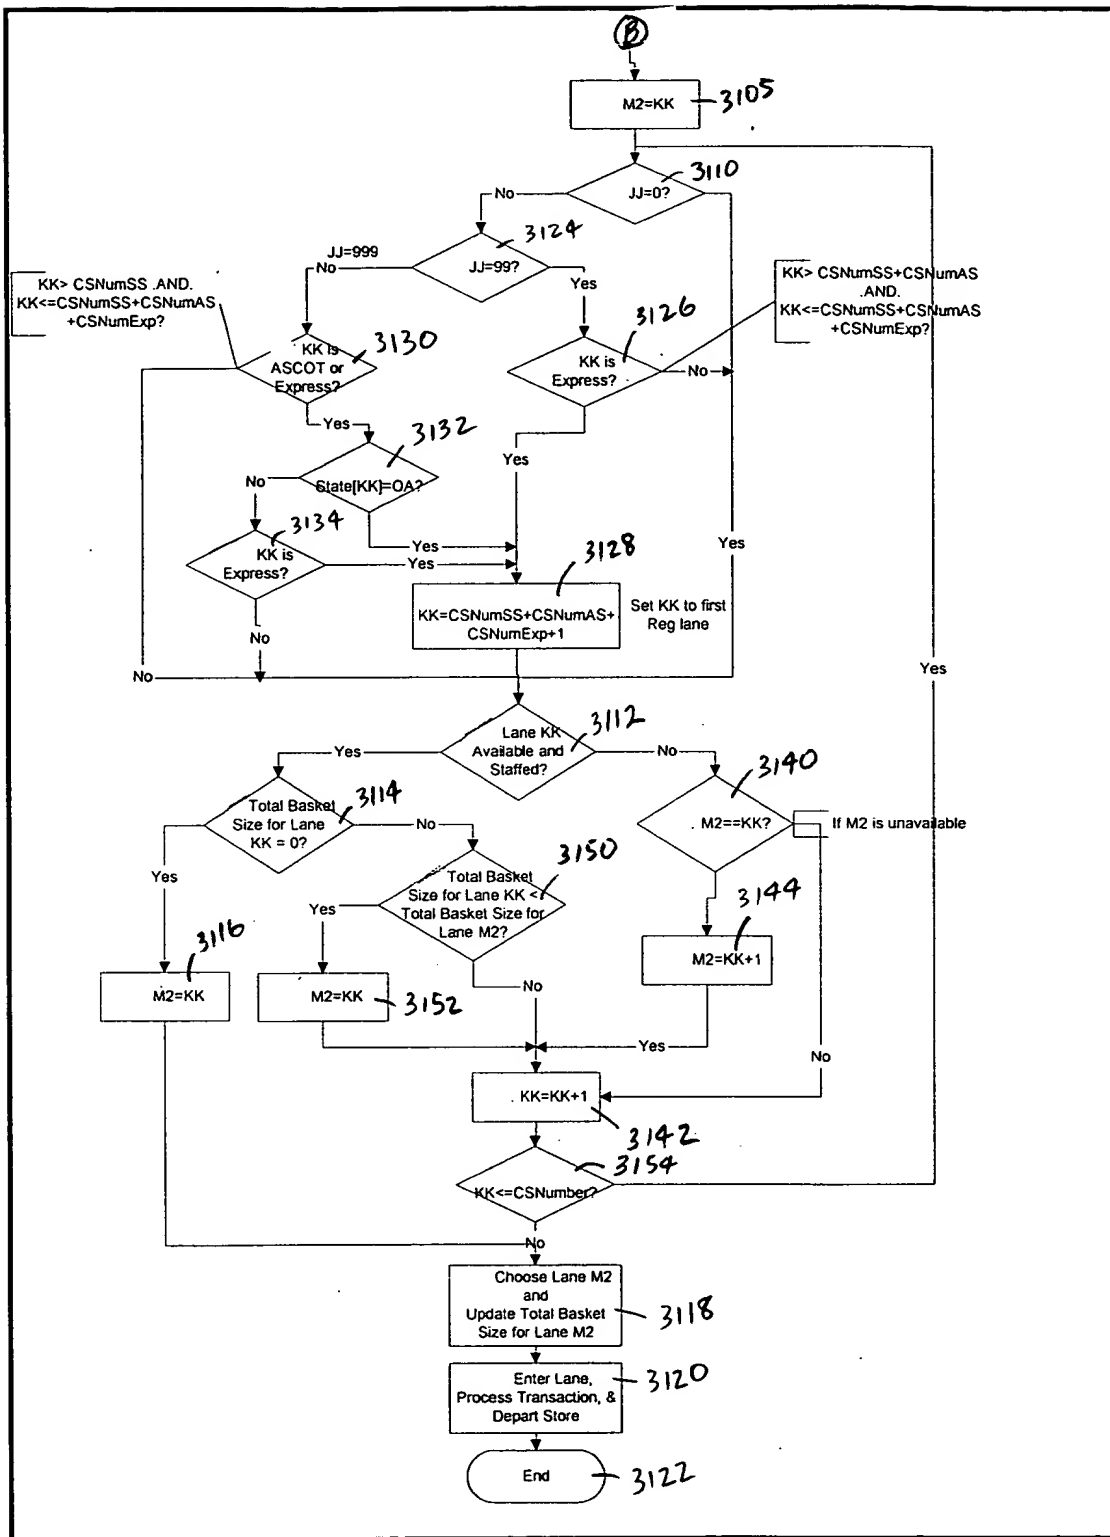 B
M2=KK
3105
3110
JJ=0?
No
3124
JJ=99?
JJ=999
No
Yes
KK> CSNumSS .AND.
KK<=CSNumSS+CSNumAS
+CSNumExp?
KK> CSNumSS+CSNumAS
.AND.
KK<=CSNumSS+CSNumAS
+CSNumExp?
3130
KK is
ASCOT or
Express?
3126
KK is
Express?
No
Yes
3132
State[KK]=OA?
Yes
No
3134
KK is
Express?
Yes
Yes
Yes
3128
KK=CSNumSS+CSNumAS+
CSNumExp+1
Set KK to first
Reg lane
No
No
Yes
3112
Lane KK
Available and
Staffed?
Yes
No
3114
Total Basket
Size for Lane
KK = 0?
No
3140
M2==KK?
If M2 is unavailable
3150
Total Basket
Size for Lane KK <
Total Basket Size for
Lane M2?
Yes
Yes
3144
M2=KK+1
3116
M2=KK
M2=KK
3152
No
Yes
No
KK=KK+1
3142
3154
KK<=CSNumber?
No
Choose Lane M2
and
Update Total Basket
Size for Lane M2
3118
Enter Lane,
Process Transaction, &
Depart Store
3120
End
3122